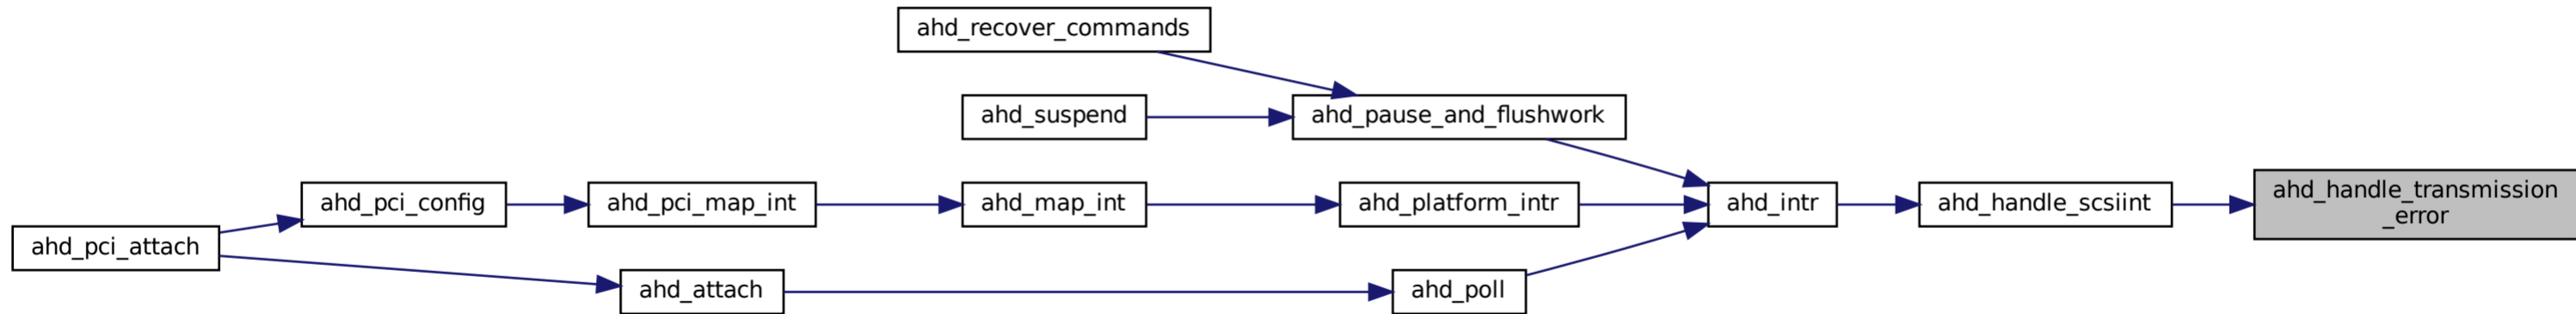 ahd_recover_commands
ahd_suspend
ahd_pause_and_flushwork
ahd_pci_config
ahd_pci_map_int
ahd_map_int
ahd_platform_intr
ahd_intr
ahd_handle_scsiint
ahd_handle_transmission
_error
ahd_pci_attach
ahd_attach
ahd_poll